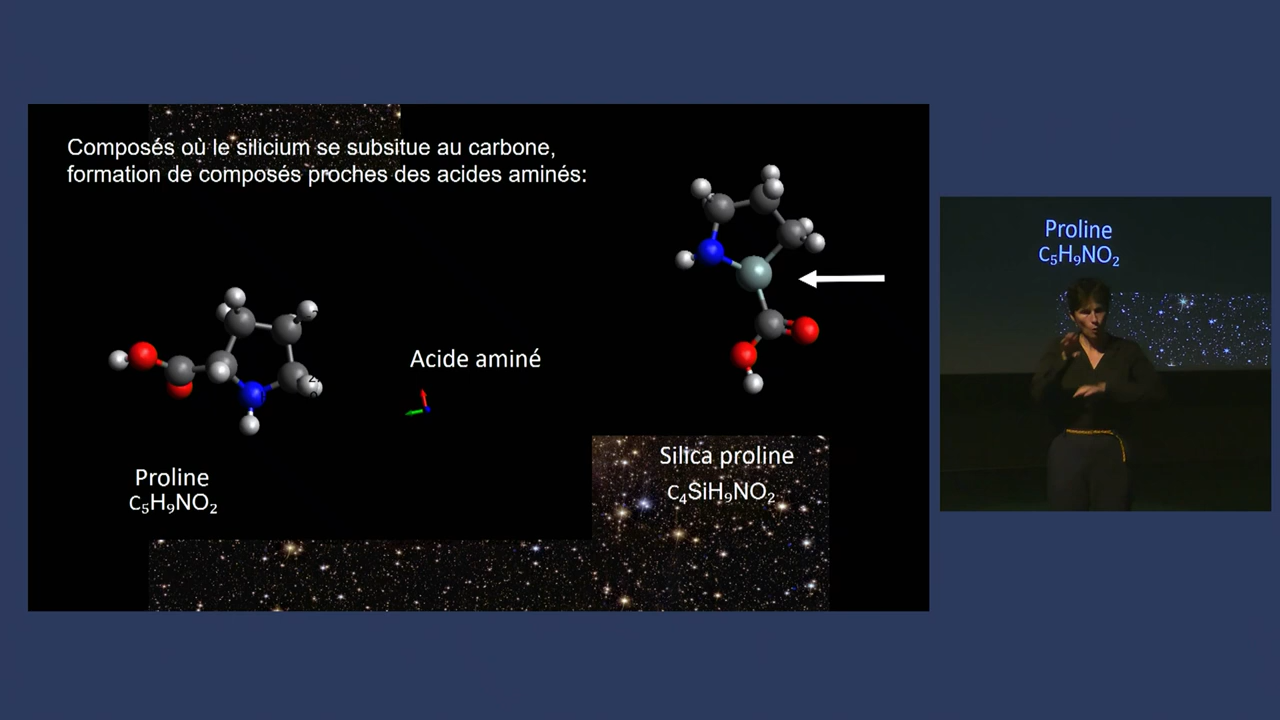 Composés où le silicium se subsitue au carbone,
formation de composés proches des acides aminés:
Acide aminé
Proline
C₅H₉NO₂
Silica proline
C₄SiH₉NO₂
Proline
C₅H₉NO₂